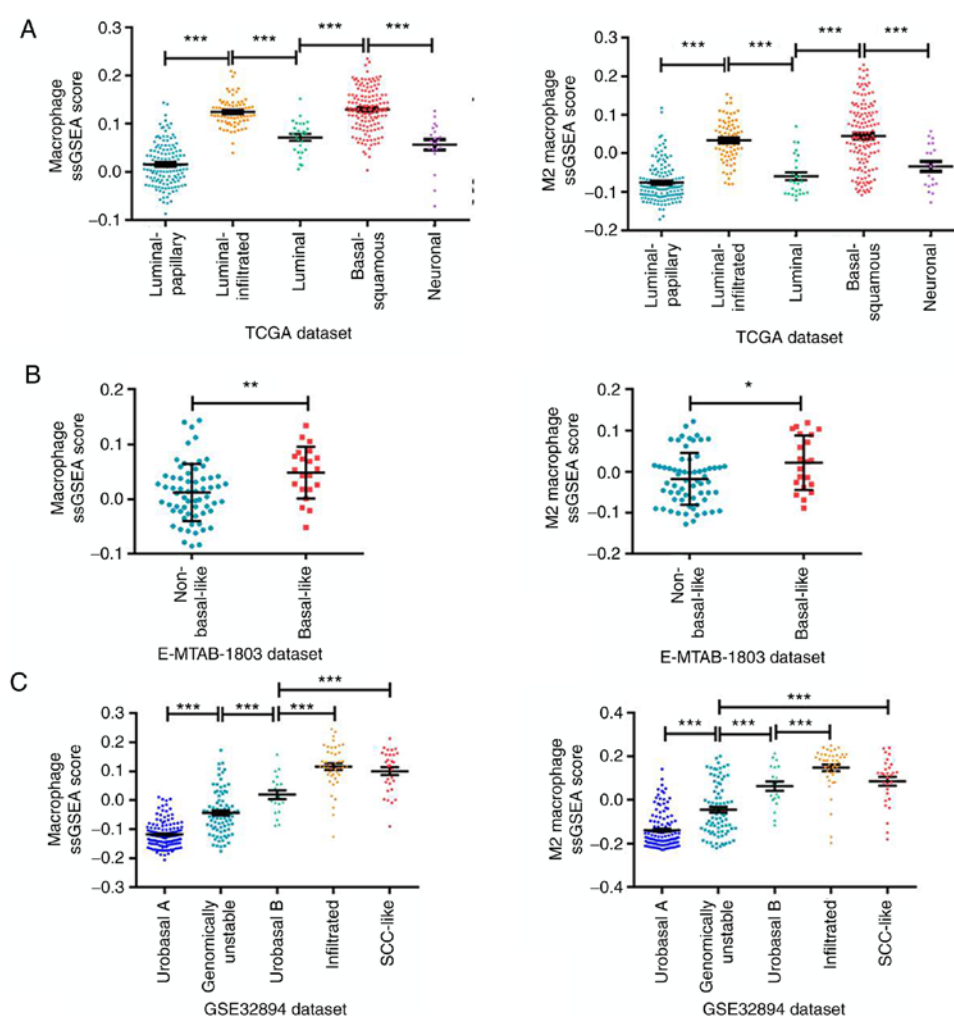 A
*** *** *** ***
Macrophage
ssGSEA score
0.3
0.2
0.1
0.0
−0.1
Luminal-
papillary
Luminal-
infiltrated
Luminal
Basal-
squamous
Neuronal
TCGA dataset
*** *** *** ***
M2 macrophage
ssGSEA score
0.3
0.2
0.1
0.0
−0.1
−0.2
Luminal-
papillary
Luminal-
infiltrated
Luminal
Basal-
squamous
Neuronal
TCGA dataset
B
**
Macrophage
ssGSEA score
0.2
0.1
0.0
−0.1
Non-
basal-like
Basal-like
E-MTAB-1803 dataset
*
M2 macrophage
ssGSEA score
0.2
0.1
0.0
−0.1
−0.2
Non-
basal-like
Basal-like
E-MTAB-1803 dataset
C
***
*** *** ***
Macrophage
ssGSEA score
0.3
0.2
0.1
0.0
−0.1
−0.2
−0.3
Urobasal A
Genomically
unstable
Urobasal B
Infiltrated
SCC-like
GSE32894 dataset
***
*** *** ***
M2 macrophage
ssGSEA score
0.4
0.2
0.0
−0.2
−0.4
Urobasal A
Genomically
unstable
Urobasal B
Infiltrated
SCC-like
GSE32894 dataset